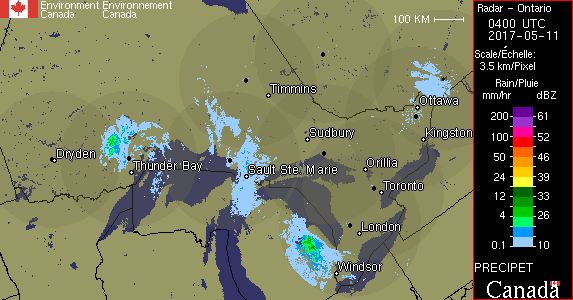 Environment Environnement
Canada Canada
100 KM
Timmins
Ottawa
Sudbury
Kingston
Dryden
Thunder Bay
Sault Ste. Marie
Orillia
Toronto
London
Windsor
Radar - Ontario
0400 UTC
2017-05-11
Scale/Échelle:
3.5 km/Pixel
Rain/Pluie
mm/hr dBZ
200 61
100 52
50 46
24 39
12 33
4 26
1 20
0.1 10
PRECIPET
Canada